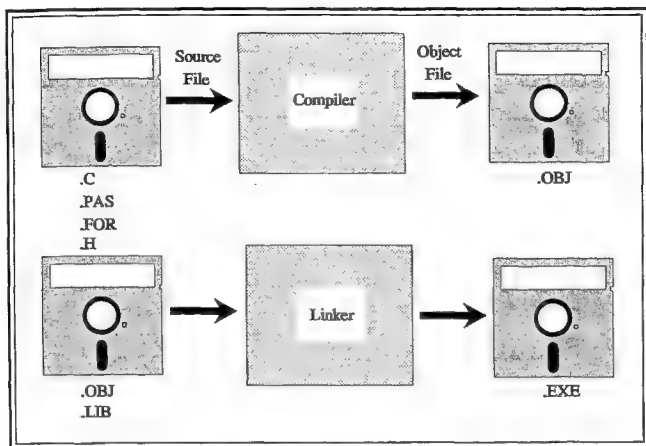 Source
File
Compiler
Object
File
.C
.PAS
.FOR
.H
.OBJ
Linker
.OBJ
.LIB
.EXE